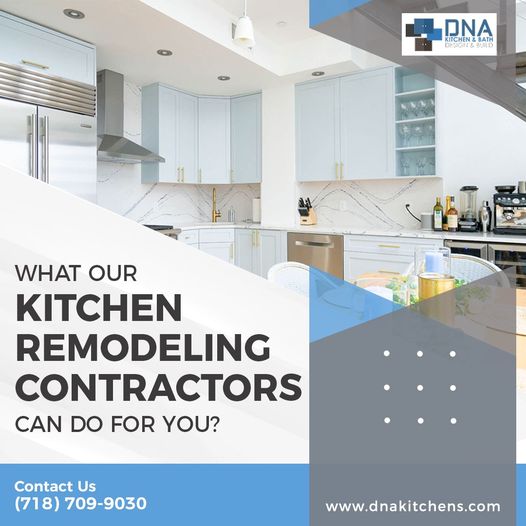 DNA
KITCHEN & BATH
DESIGN & BUILD
WHAT OUR
KITCHEN
REMODELING
CONTRACTORS
CAN DO FOR YOU?
Contact Us
(718) 709-9030
www.dnakitchens.com